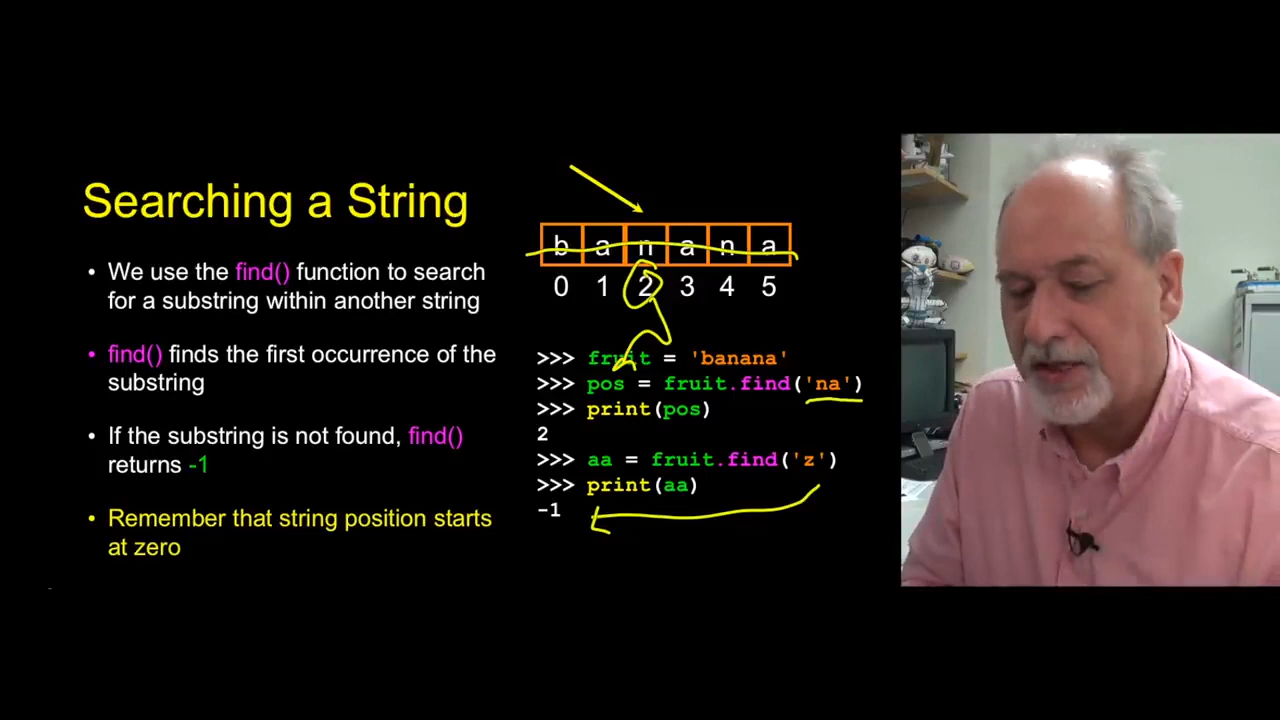 Searching a String
• We use the find() function to search
for a substring within another string
• find() finds the first occurrence of the
substring
• If the substring is not found, find()
returns -1
• Remember that string position starts
at zero
b a n a n a
0 1 2 3 4 5
>>> fruit = 'banana'
>>> pos = fruit.find('na')
>>> print(pos)
2
>>> aa = fruit.find('z')
>>> print(aa)
-1